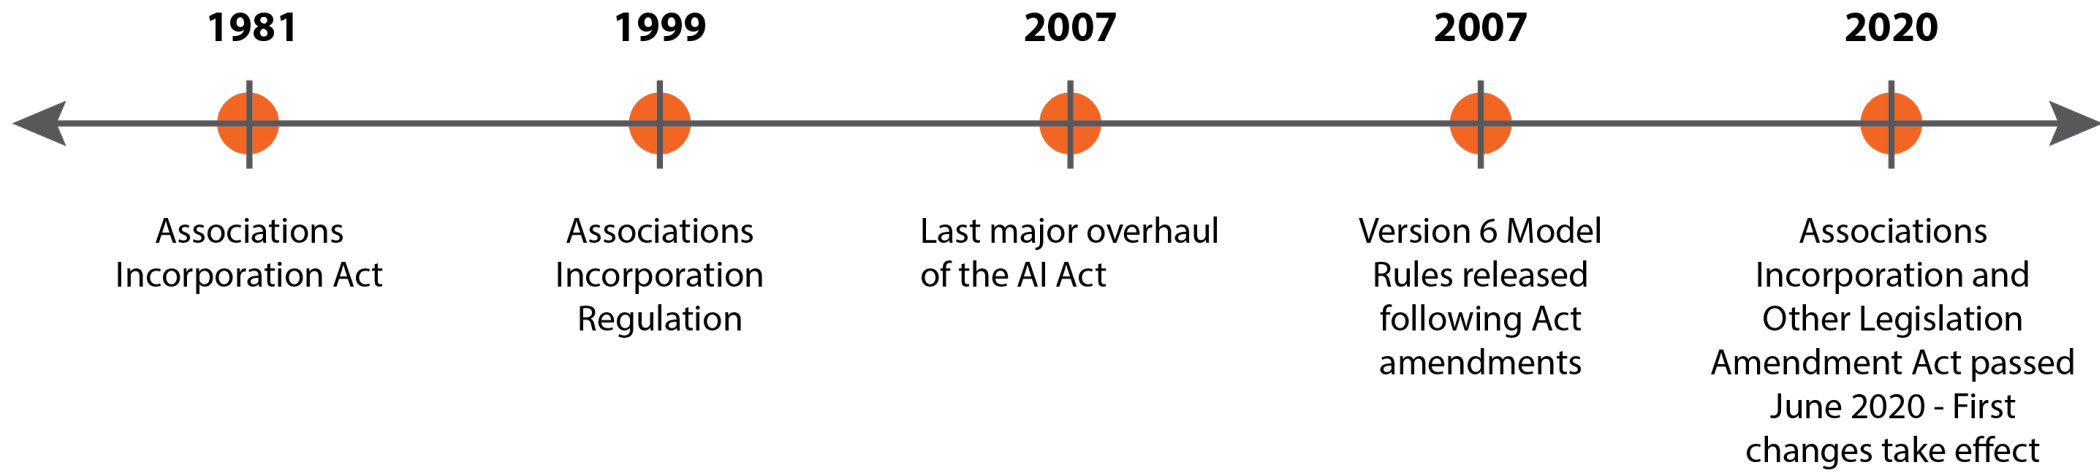 1981
Associations
Incorporation Act
1999
Associations
Incorporation
Regulation
2007
Last major overhaul
of the AI Act
2007
Version 6 Model
Rules released
following Act
amendments
2020
Associations
Incorporation and
Other Legislation
Amendment Act passed
June 2020 - First
changes take effect